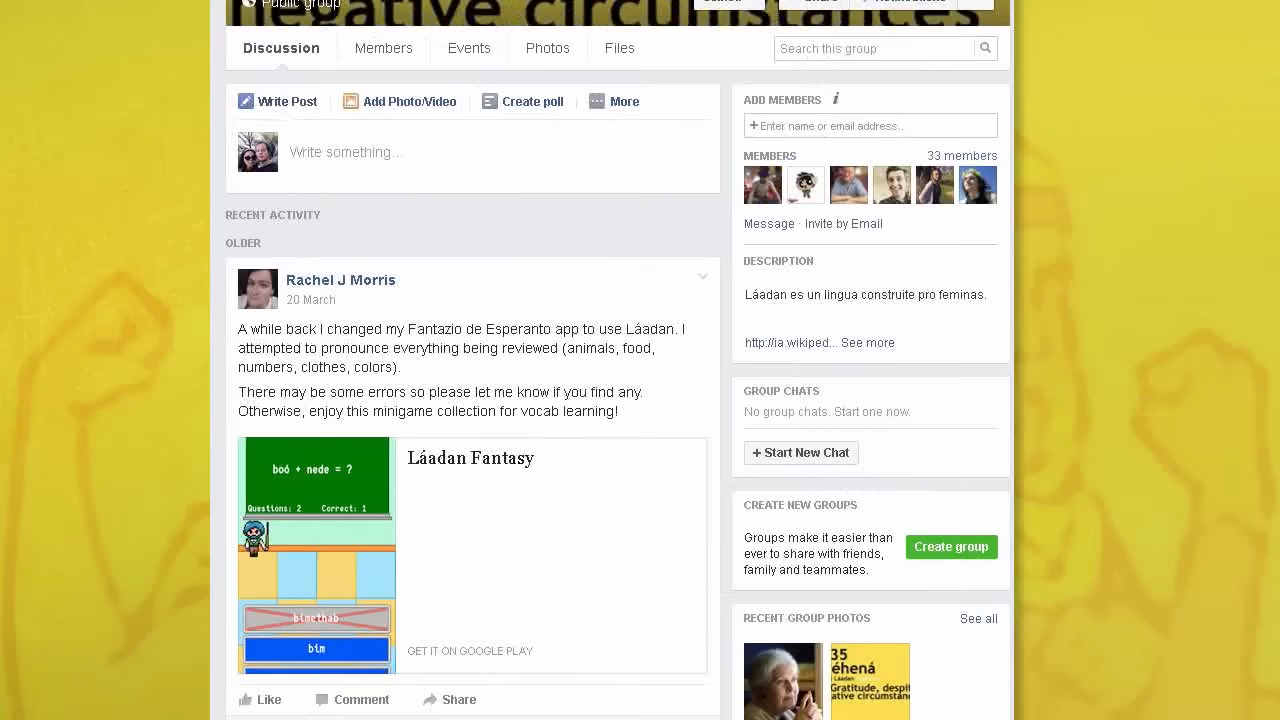 negative circumstances
Public group
Discussion Members Events Photos Files
Search this group
Write Post Add Photo/Video Create poll More
Write something...
RECENT ACTIVITY
OLDER
Rachel J Morris
20 March
A while back I changed my Fantazio de Esperanto app to use Láadan. I
attempted to pronounce everything being reviewed (animals, food,
numbers, clothes, colors).
There may be some errors so please let me know if you find any.
Otherwise, enjoy this minigame collection for vocab learning!
boó + nede = ?
Questions: 2 Correct: 1
bimethab
bim
Láadan Fantasy
GET IT ON GOOGLE PLAY
Like Comment Share
ADD MEMBERS i
+Enter name or email address..
MEMBERS 33 members
Message · Invite by Email
DESCRIPTION
Láadan es un lingua construite pro feminas.
http://ia.wikiped... See more
GROUP CHATS
No group chats. Start one now.
+ Start New Chat
CREATE NEW GROUPS
Groups make it easier than
ever to share with friends,
family and teammates.
Create group
RECENT GROUP PHOTOS See all
35
éhená
Láadan
Gratitude, despit
ative circumstanc